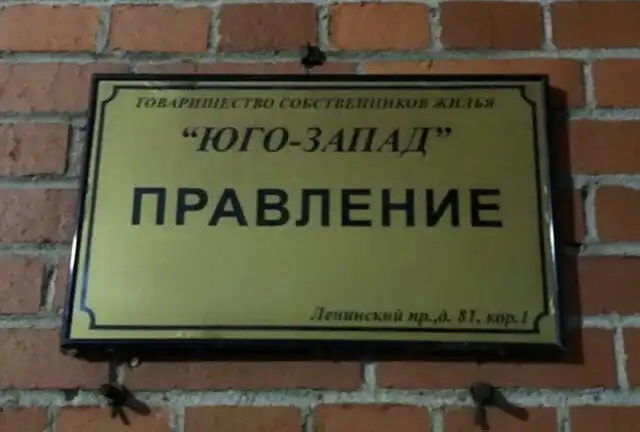 ТОВАРИЩЕСТВО СОБСТВЕННИКОВ ЖИЛЬЯ
“ЮГО-ЗАПАД”
ПРАВЛЕНИЕ
Ленинский пр.,д. 81, кор.1